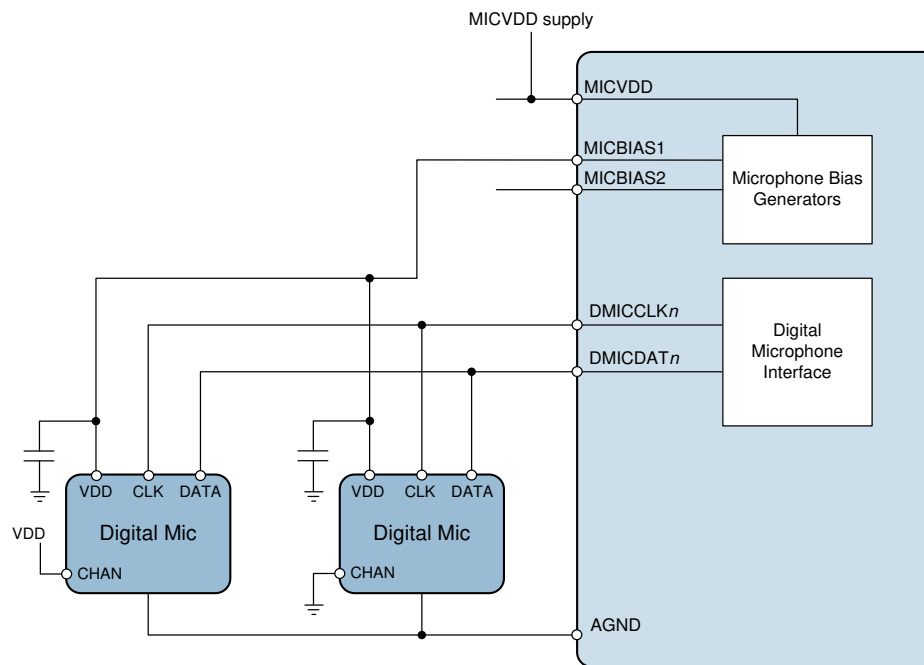 MICVDD supply
MICVDD
MICBIAS1
MICBIAS2
Microphone Bias
Generators
DMICCLKn
DMICDATn
Digital
Microphone
Interface
VDD CLK DATA
Digital Mic
VDD
CHAN
VDD CLK DATA
Digital Mic
CHAN
AGND